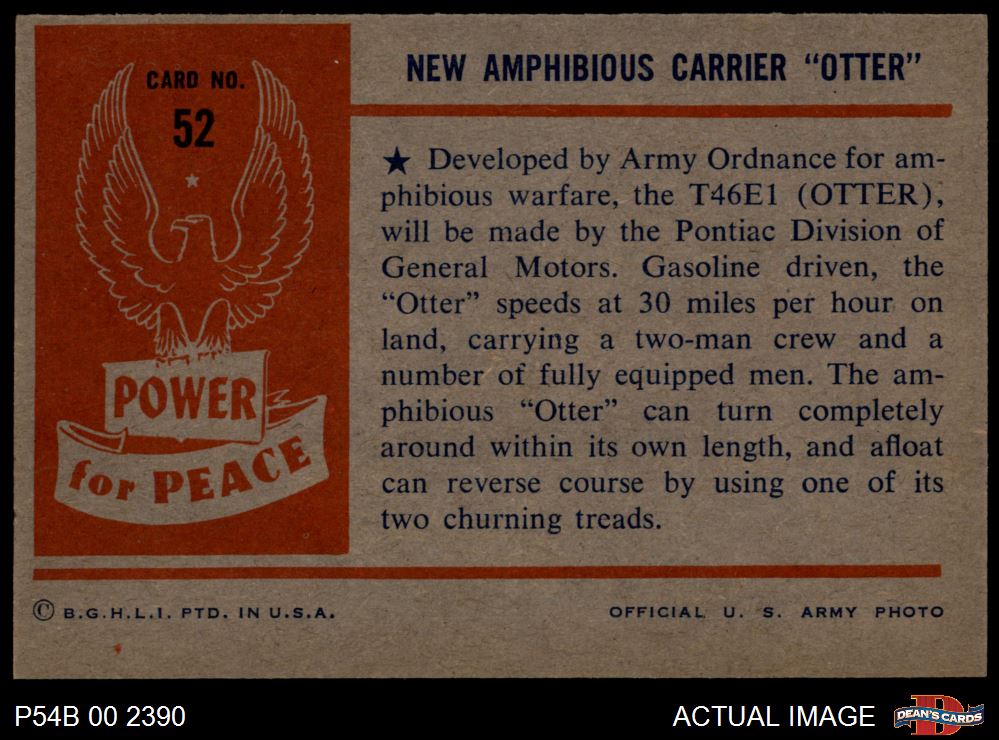 CARD NO.
52
POWER
for PEACE
NEW AMPHIBIOUS CARRIER “OTTER”
★ Developed by Army Ordnance for am-
phibious warfare, the T46E1 (OTTER),
will be made by the Pontiac Division of
General Motors. Gasoline driven, the
“Otter” speeds at 30 miles per hour on
land, carrying a two-man crew and a
number of fully equipped men. The am-
phibious “Otter” can turn completely
around within its own length, and afloat
can reverse course by using one of its
two churning treads.
© B.G.H.L.I. PTD. IN U.S.A.
OFFICIAL U. S. ARMY PHOTO
P54B 00 2390
ACTUAL IMAGE
D
DEAN'S CARDS